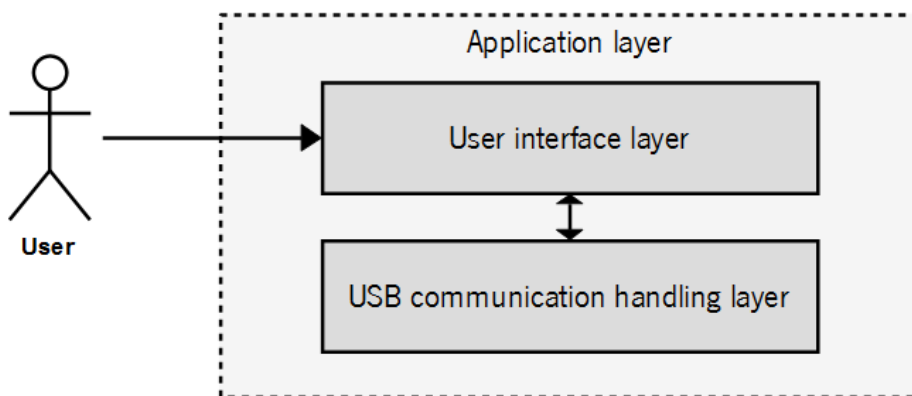 Application layer
User interface layer
User
USB communication handling layer